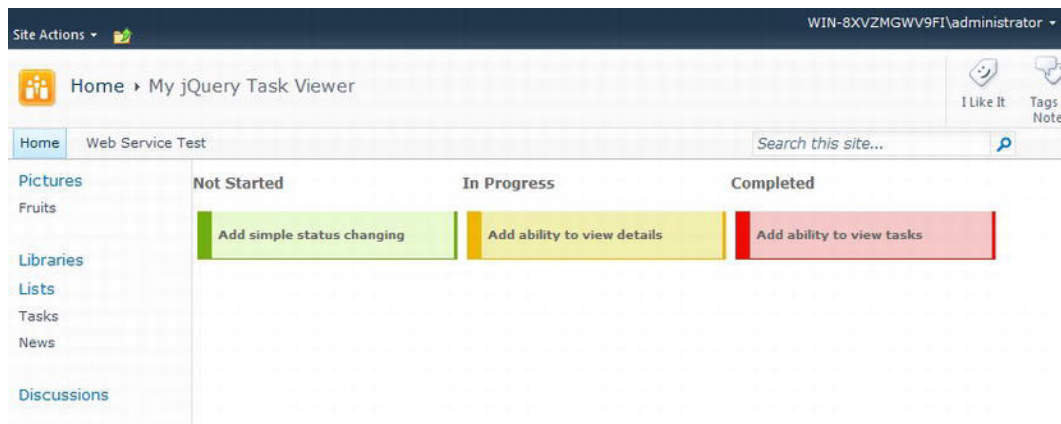 WIN-8XVZMGWV9FI\administrator
Site Actions
Home ▸ My jQuery Task Viewer
I Like It
Tags
Note
Home
Web Service Test
Search this site...
Pictures
Fruits
Libraries
Lists
Tasks
News
Discussions
Not Started
In Progress
Completed
Add simple status changing
Add ability to view details
Add ability to view tasks